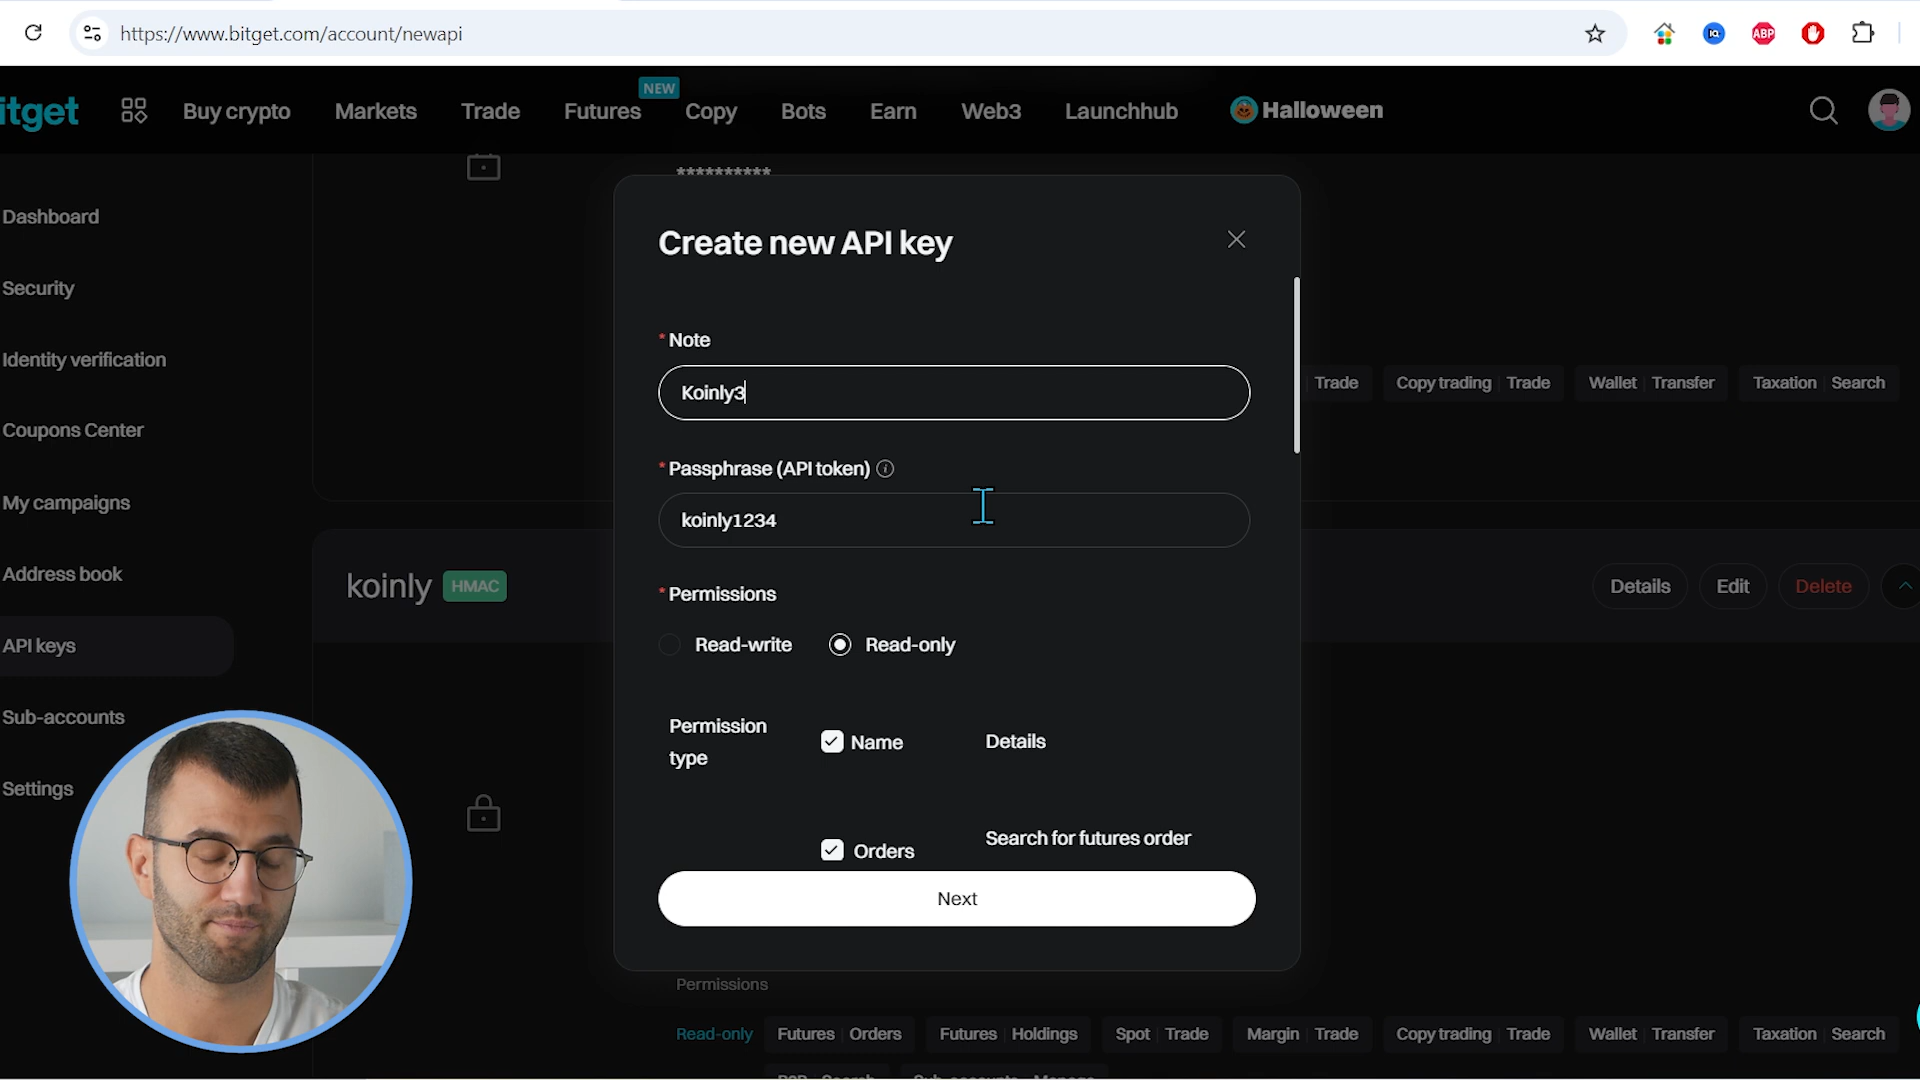 https://www.bitget.com/account/newapi
IQ
ABP
itget
Buy crypto
Markets
Trade
Futures
NEW
Copy
Bots
Earn
Web3
Launchhub
Halloween
**********
Dashboard
Security
Identity verification
Coupons Center
My campaigns
Address book
API keys
Sub-accounts
Settings
Create new API key
* Note
Koinly3
* Passphrase (API token)
koinly1234
* Permissions
Read-write
Read-only
Permission type
Name
Details
Orders
Search for futures order
Next
Trade
Copy trading Trade
Wallet Transfer
Taxation Search
koinly HMAC
Details
Edit
Delete
Permissions
Read-only
Futures Orders
Futures Holdings
Spot Trade
Margin Trade
Copy trading Trade
Wallet Transfer
Taxation Search